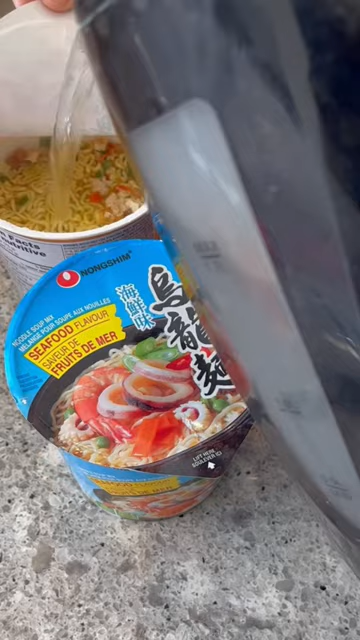 Facts
NONGSHIM
NOODLE SOUP MIX
MÉLANGE POUR SOUPE AUX NOUILLES
SEAFOOD FLAVOUR
SAVEUR DE
FRUITS DE MER
海鮮味
烏龍麵
LIFT HERE
SOULEVER ICI